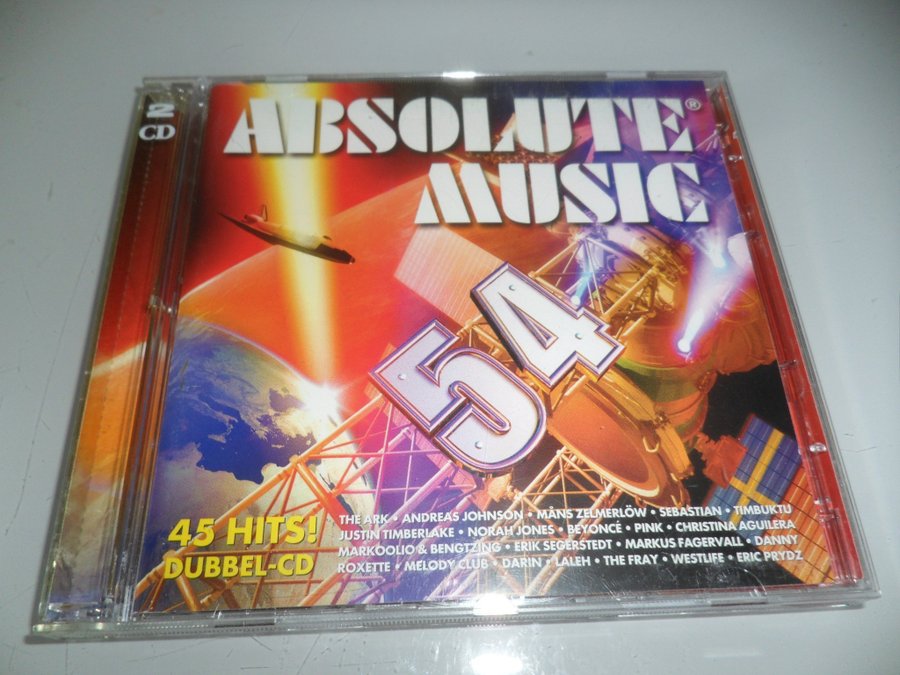 2
CD
ABSOLUTE®
MUSIC
54
45 HITS!
DUBBEL-CD
THE ARK • ANDREAS JOHNSON • MÅNS ZELMERLÖW • SEBASTIAN • TIMBUKTU
JUSTIN TIMBERLAKE • NORAH JONES • BEYONCÉ • PINK • CHRISTINA AGUILERA
MARKOOLIO & BENGTZING • ERIK SEGERSTEDT • MARKUS FAGERVALL • DANNY
ROXETTE • MELODY CLUB • DARIN • LALEH • THE FRAY • WESTLIFE • ERIC PRYDZ